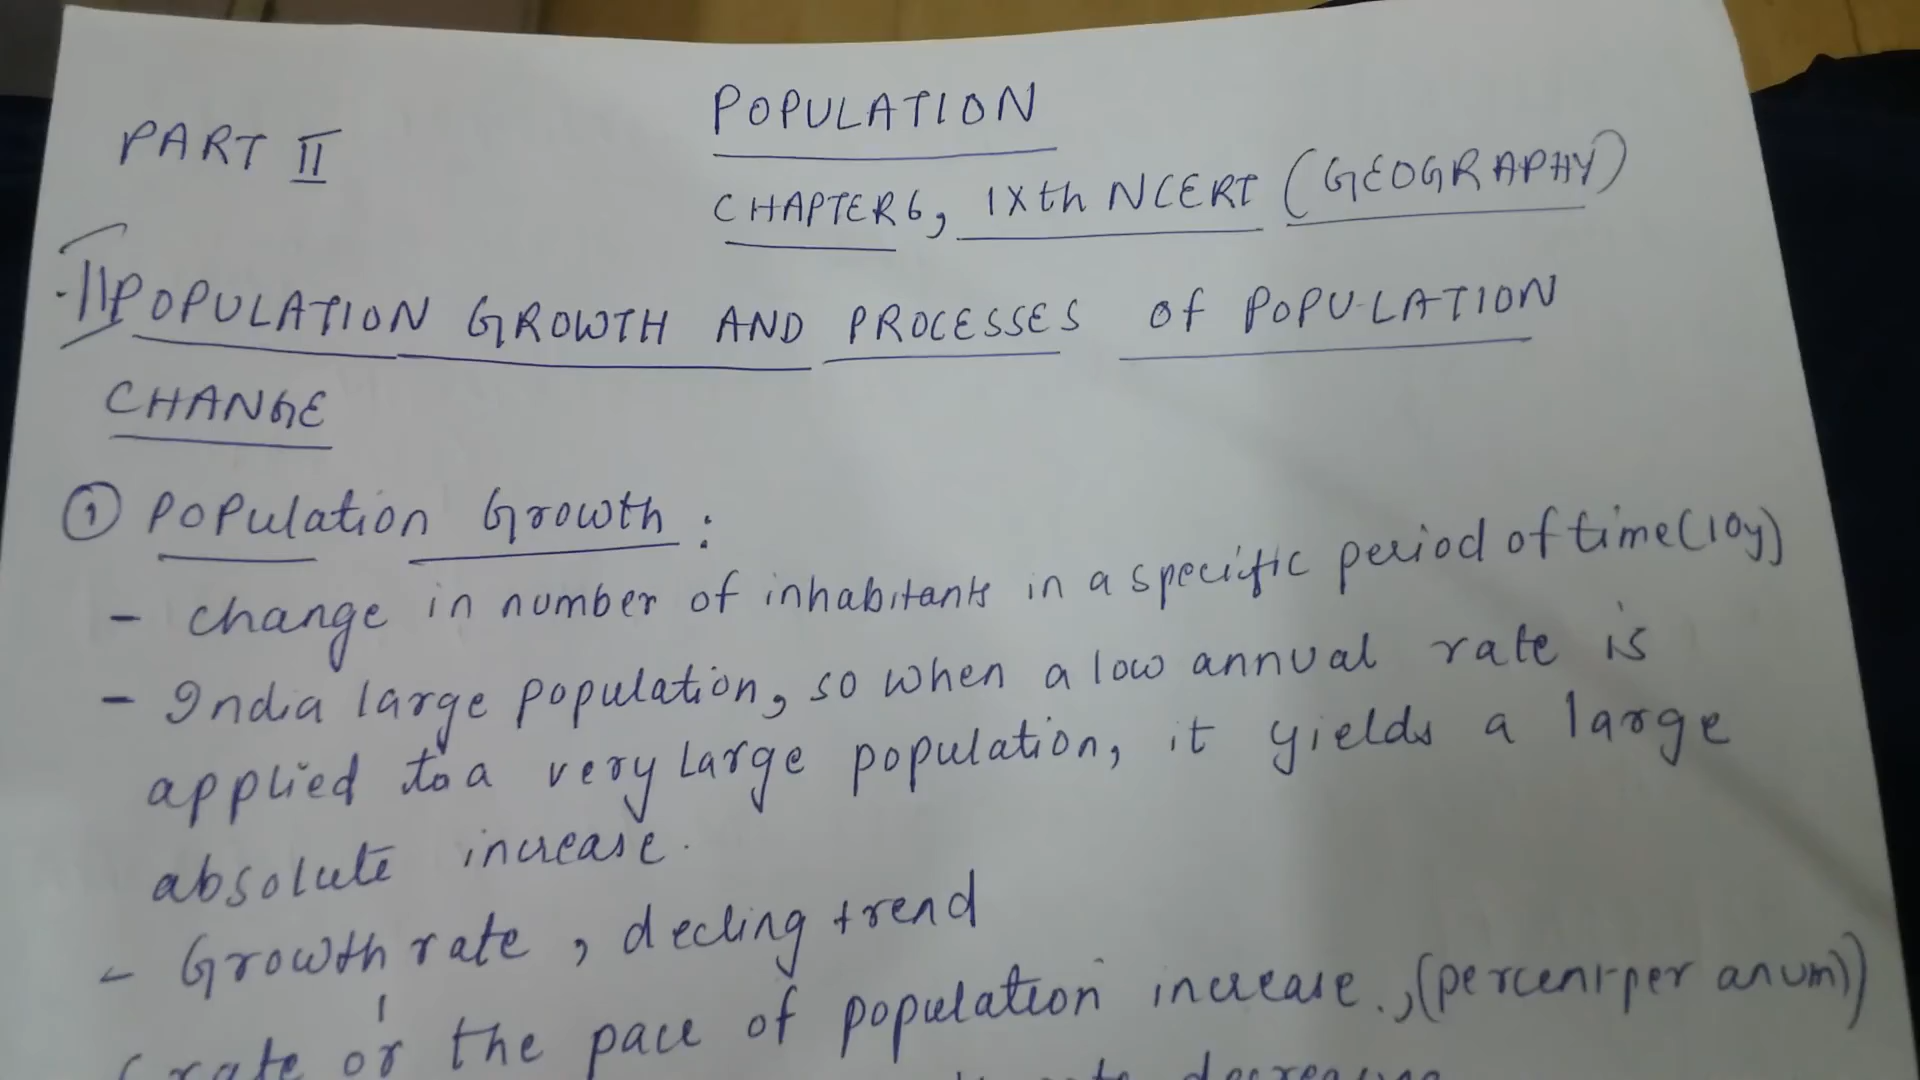 PART II
POPULATION
CHAPTER 6, IXth NCERT (GEOGRAPHY)
II POPULATION GROWTH AND PROCESSES of POPULATION
CHANGE
① Population Growth :
- change in number of inhabitants in a specific period of time (10y)
- India large population, so when a low annual rate is
applied to a very large population, it yields a large
absolute increase.
- Growth rate, decling trend
(rate or the pace of population increase., (percent per anum))
decreasing